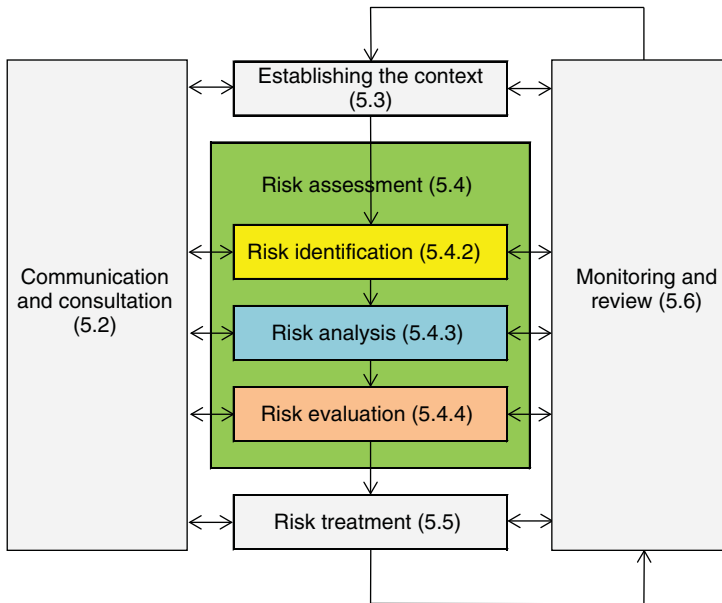 Establishing the context
(5.3)
Risk assessment (5.4)
Risk identification (5.4.2)
Communication
and consultation
(5.2)
Monitoring and
review (5.6)
Risk analysis (5.4.3)
Risk evaluation (5.4.4)
Risk treatment (5.5)